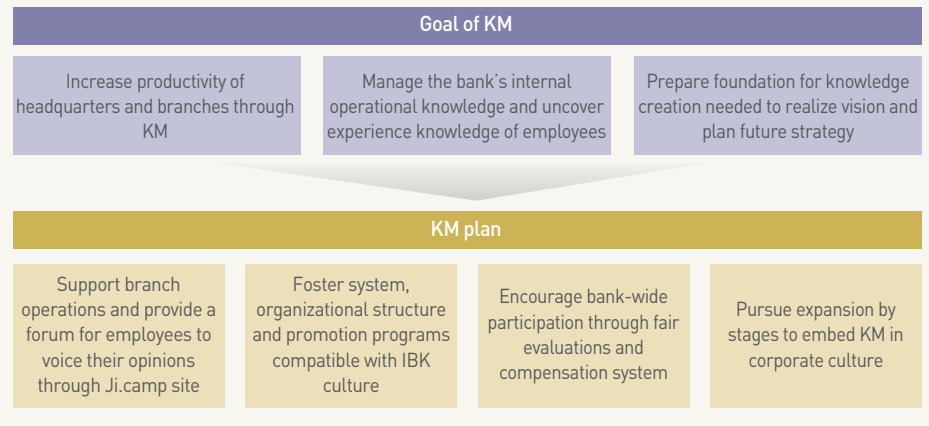 Goal of KM
Increase productivity of
headquarters and branches through
KM
Manage the bank's internal
operational knowledge and uncover
experience knowledge of employees
Prepare foundation for knowledge
creation needed to realize vision and
plan future strategy
KM plan
Support branch
operations and provide a
forum for employees to
voice their opinions
through Ji.camp site
Foster system,
organizational structure
and promotion programs
compatible with IBK
culture
Encourage bank-wide
participation through fair
evaluations and
compensation system
Pursue expansion by
stages to embed KM in
corporate culture